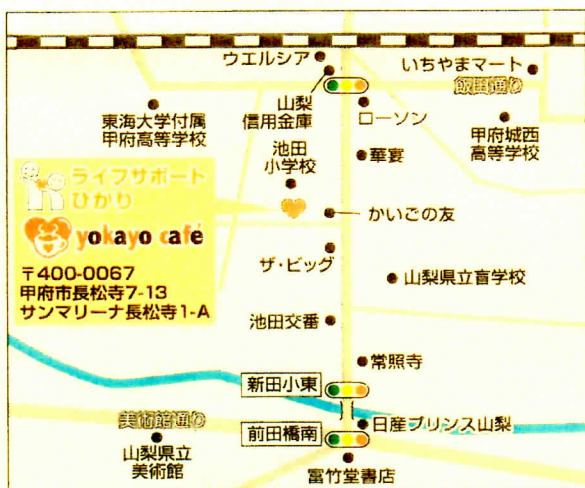 ウエルシア
いちやまマート
飯田通り
山梨
信用金庫
ローソン
東海大学付属
甲府高等学校
甲府城西
高等学校
池田
小学校
華宴
ライフサポート
ひかり
yokayo café
かいごの友
〒400-0067
甲府市長松寺7-13
サンマリーナ長松寺1-A
ザ・ビッグ
山梨県立盲学校
池田交番
常照寺
新田小東
美術館通り
日産プリンス山梨
前田橋南
山梨県立
美術館
富竹堂書店